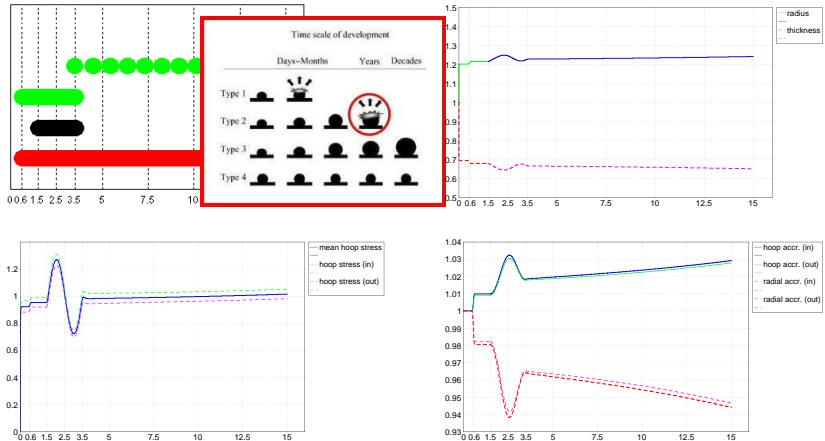 0 0.6 1.5 2.5 3.5 5 7.5 10
Time scale of development
Days–Months Years Decades
Type 1
Type 2
Type 3
Type 4
1.5
1.4
1.3
1.2
1.1
1
0.9
0.8
0.7
0.6
0.5
0 0.6 1.5 2.5 3.5 5 7.5 10 12.5 15
radius
thickness
1.2
1
0.8
0.6
0.4
0.2
0
0 0.6 1.5 2.5 3.5 5 7.5 10 12.5 15
mean hoop stress
hoop stress (in)
hoop stress (out)
1.04
1.03
1.02
1.01
1
0.99
0.98
0.97
0.96
0.95
0.94
0.93
0 0.6 1.5 2.5 3.5 5 7.5 10 12.5 15
hoop accr. (in)
hoop accr. (out)
radial accr. (in)
radial accr. (out)